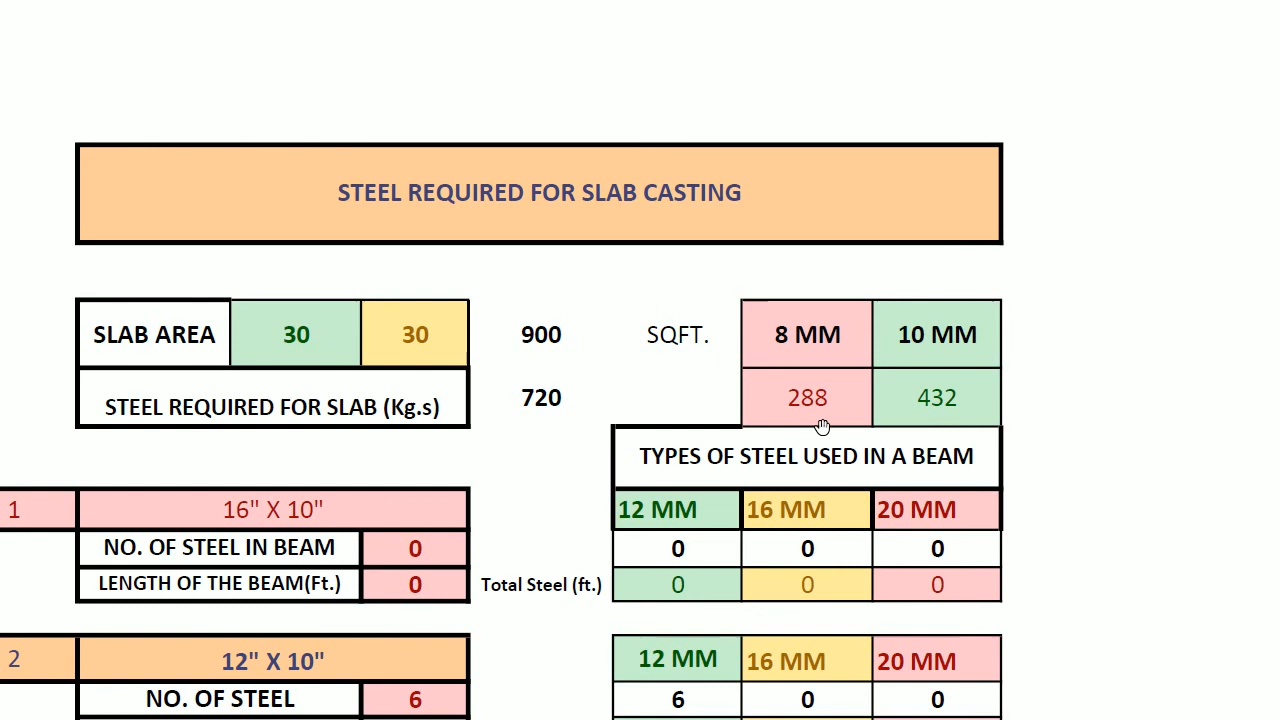 STEEL REQUIRED FOR SLAB CASTING
SLAB AREA 30 30 900 SQFT. 8 MM 10 MM
STEEL REQUIRED FOR SLAB (Kg.s) 720 288 432
TYPES OF STEEL USED IN A BEAM
1 16" X 10" 12 MM 16 MM 20 MM
NO. OF STEEL IN BEAM 0 0 0 0
LENGTH OF THE BEAM(Ft.) 0 Total Steel (ft.) 0 0 0
2 12" X 10" 12 MM 16 MM 20 MM
NO. OF STEEL 6 6 0 0